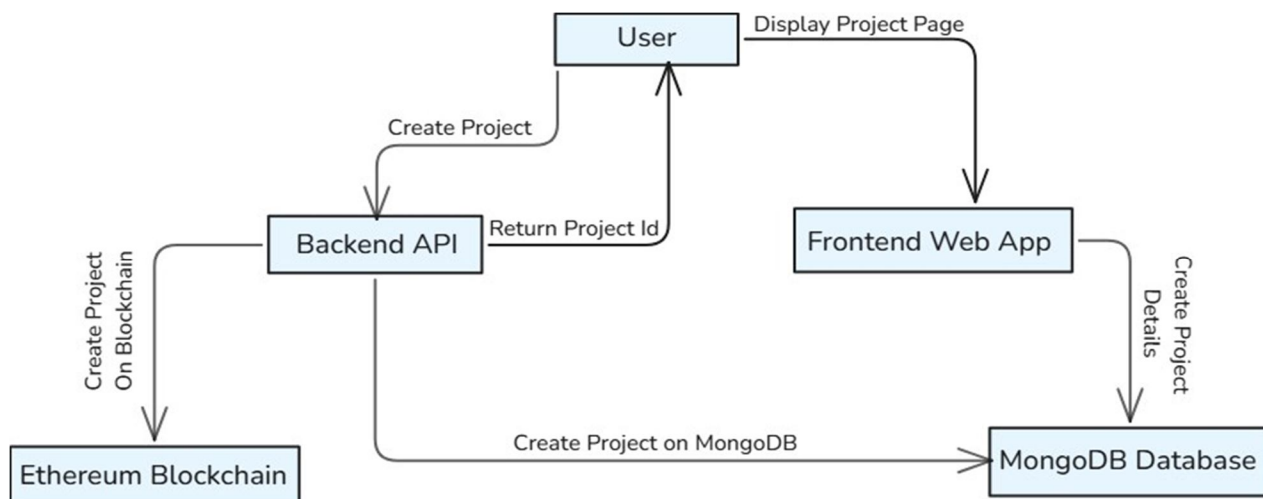 User
Display Project Page
Create Project
Backend API
Return Project Id
Frontend Web App
Create Project
On Blockchain
Create Project
Details
Create Project on MongoDB
Ethereum Blockchain
MongoDB Database